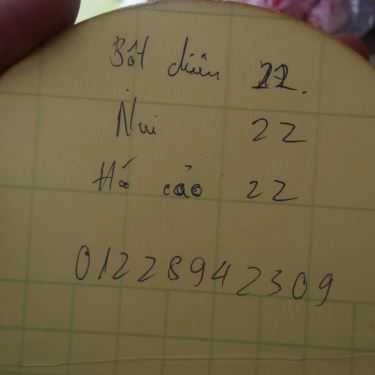 Bột chiên 22.
Nui 22
Há cảo 22
01228942309